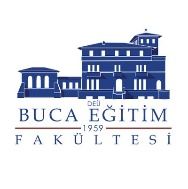 DEÜ
BUCA EĞİTİM
1959
FAKÜLTESİ